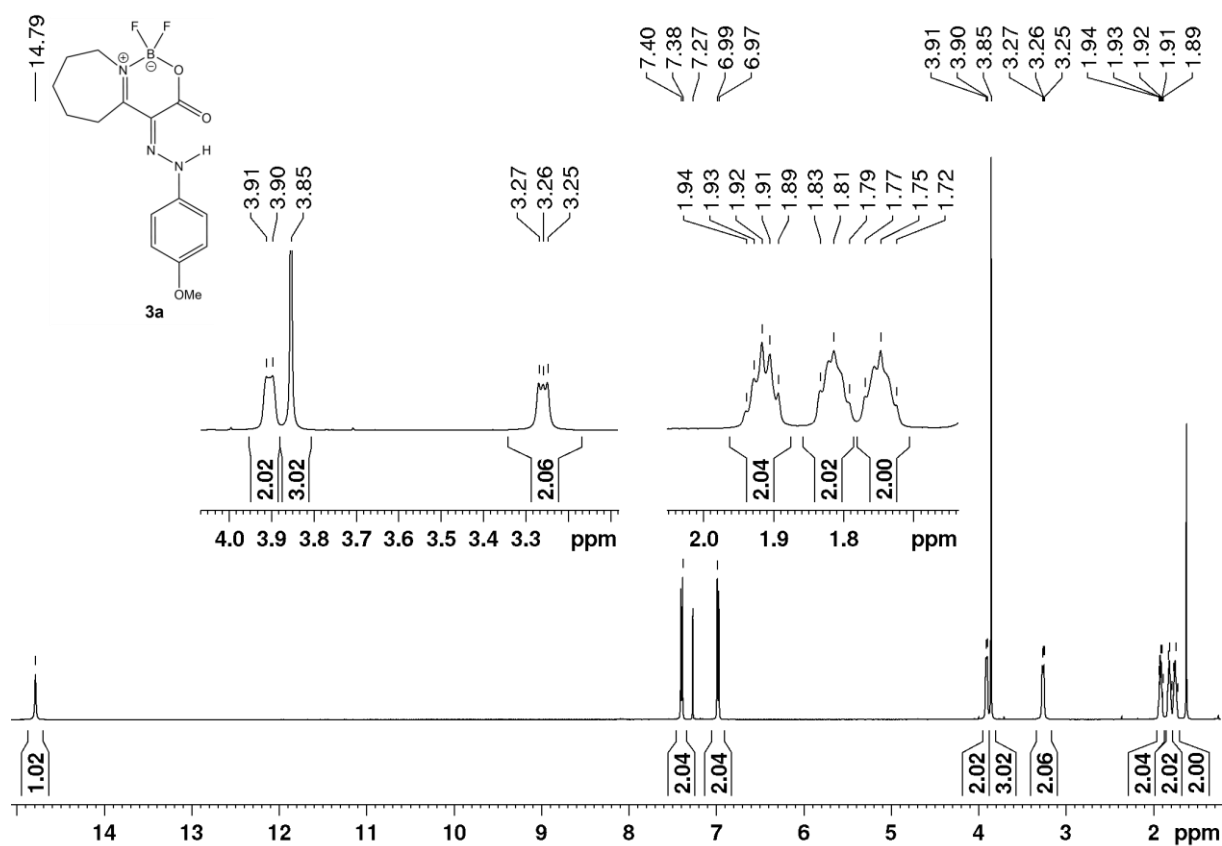 14.79
7.40
7.38
7.27
6.99
6.97
3.91
3.90
3.85
3.27
3.26
3.25
1.94
1.93
1.92
1.91
1.89
F F
N ⊕ B ⊖ O
O
N
N H
OMe
3a
3.91
3.90
3.85
3.27
3.26
3.25
1.94
1.93
1.92
1.91
1.89
1.83
1.81
1.79
1.77
1.75
1.72
2.02 3.02 2.06
4.0 3.9 3.8 3.7 3.6 3.5 3.4 3.3 ppm
2.04 2.02 2.00
2.0 1.9 1.8 ppm
1.02 2.04 2.04 2.02 3.02 2.06 2.04 2.02 2.00
14 13 12 11 10 9 8 7 6 5 4 3 2 ppm